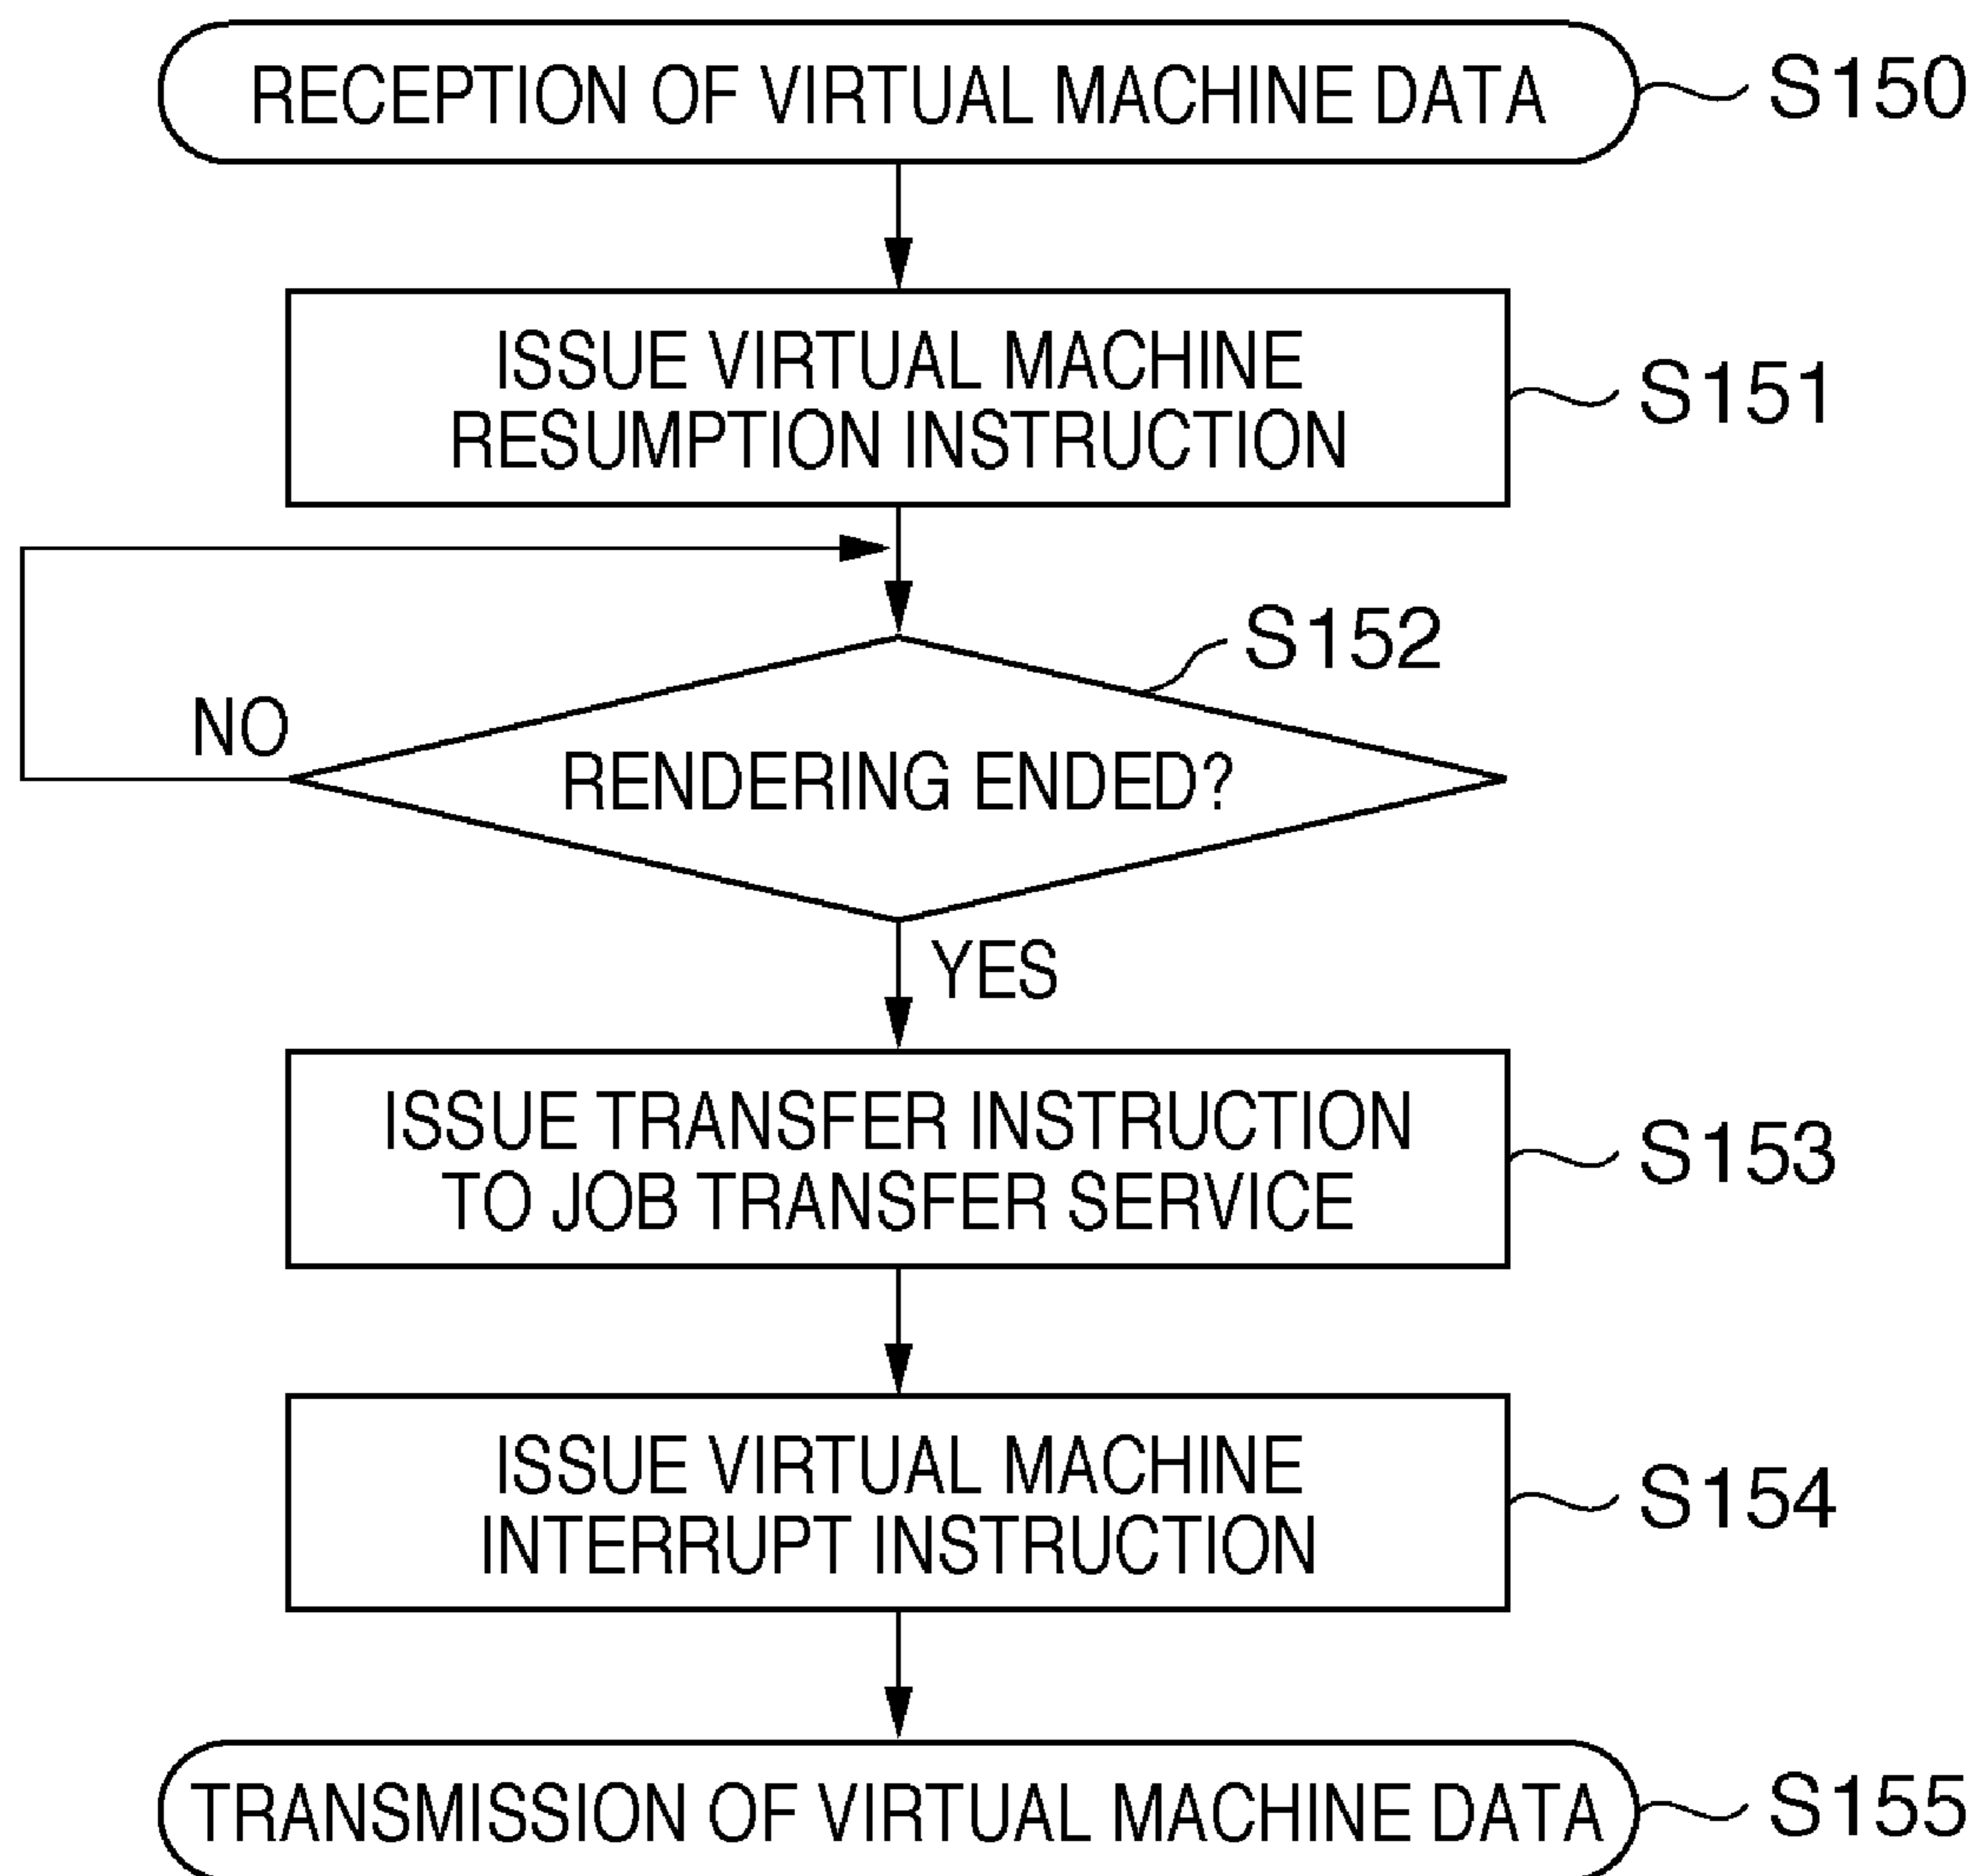 RECEPTION OF VIRTUAL MACHINE DATA
S150
ISSUE VIRTUAL MACHINE
RESUMPTION INSTRUCTION
S151
S152
NO
RENDERING ENDED?
YES
ISSUE TRANSFER INSTRUCTION
TO JOB TRANSFER SERVICE
S153
ISSUE VIRTUAL MACHINE
INTERRUPT INSTRUCTION
S154
TRANSMISSION OF VIRTUAL MACHINE DATA
S155